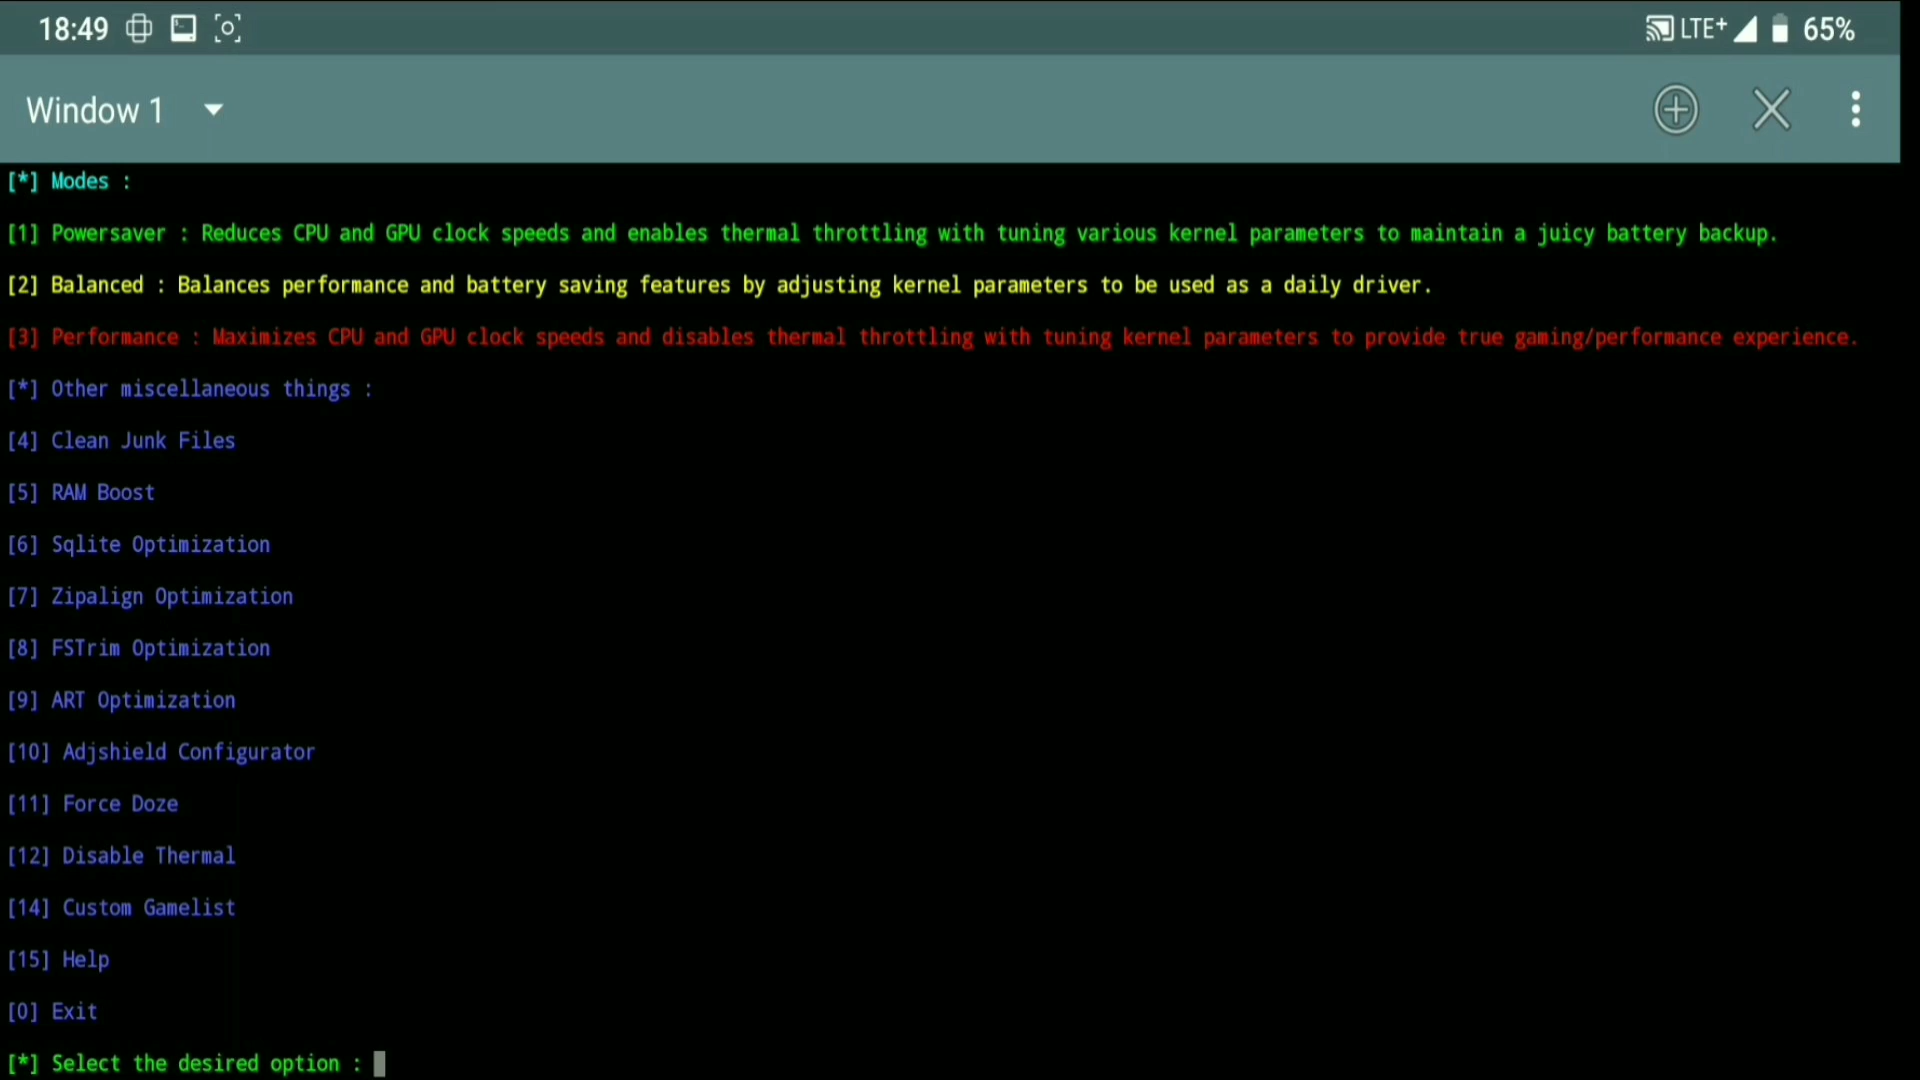 18:49 LTE+ 65%
Window 1
[*] Modes :
[1] Powersaver : Reduces CPU and GPU clock speeds and enables thermal throttling with tuning various kernel parameters to maintain a juicy battery backup.
[2] Balanced : Balances performance and battery saving features by adjusting kernel parameters to be used as a daily driver.
[3] Performance : Maximizes CPU and GPU clock speeds and disables thermal throttling with tuning kernel parameters to provide true gaming/performance experience.
[*] Other miscellaneous things :
[4] Clean Junk Files
[5] RAM Boost
[6] Sqlite Optimization
[7] Zipalign Optimization
[8] FSTrim Optimization
[9] ART Optimization
[10] Adjshield Configurator
[11] Force Doze
[12] Disable Thermal
[14] Custom Gamelist
[15] Help
[0] Exit
[*] Select the desired option :